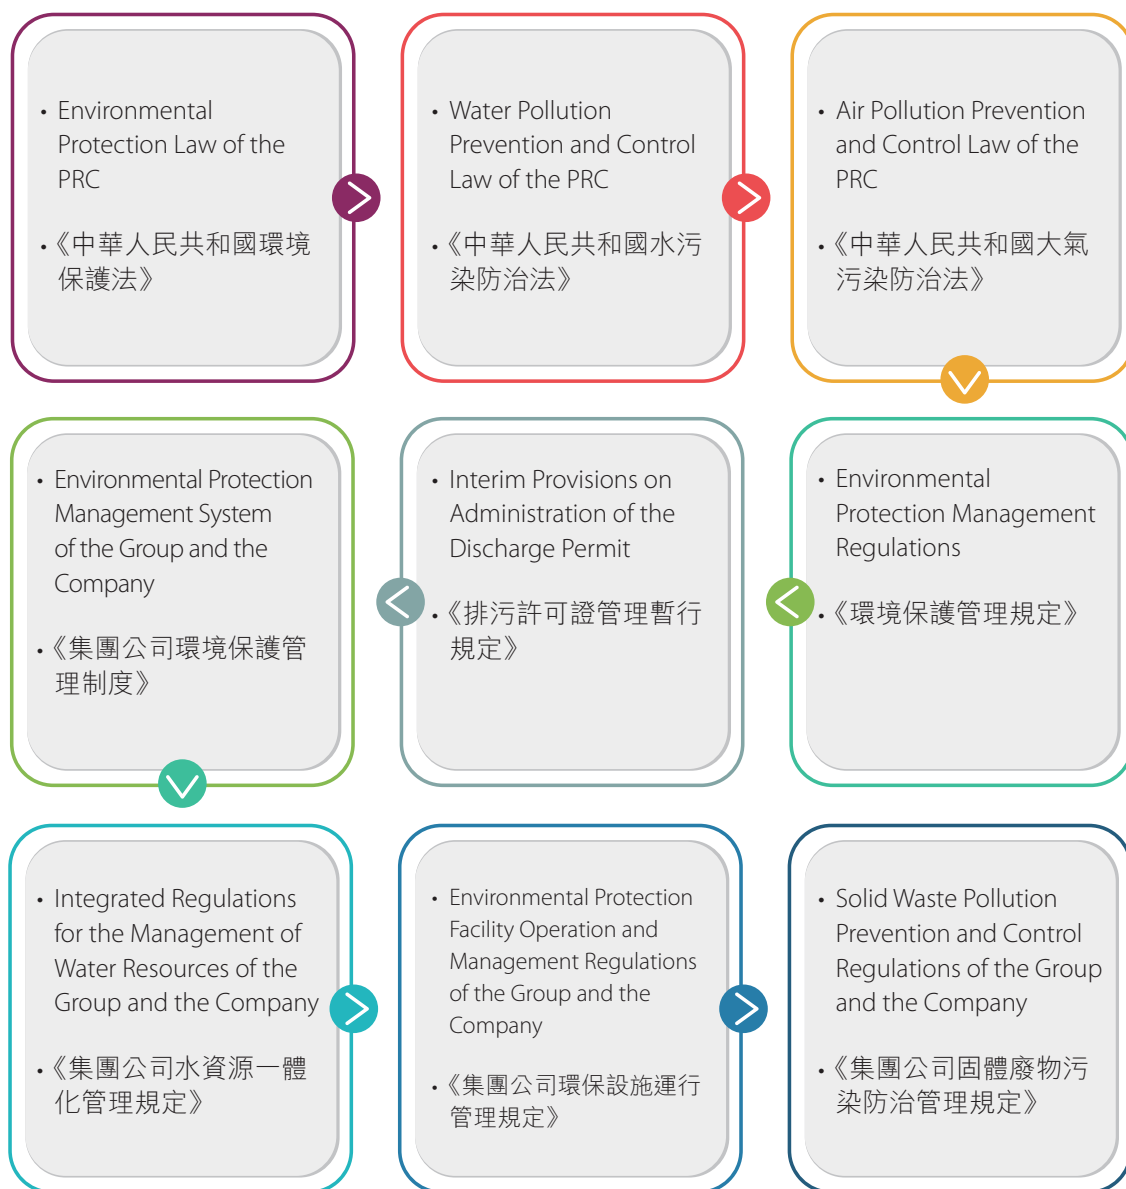 • Environmental
Protection Law of the
PRC
•《中華人民共和國環境
保護法》
• Water Pollution
Prevention and Control
Law of the PRC
•《中華人民共和國水污
染防治法》
• Air Pollution Prevention
and Control Law of the
PRC
•《中華人民共和國大氣
污染防治法》
• Environmental
Protection Management
Regulations
•《環境保護管理規定》
• Interim Provisions on
Administration of the
Discharge Permit
•《排污許可證管理暫行
規定》
• Environmental Protection
Management System
of the Group and the
Company
•《集團公司環境保護管
理制度》
• Integrated Regulations
for the Management of
Water Resources of the
Group and the Company
•《集團公司水資源一體
化管理規定》
• Environmental Protection
Facility Operation and
Management Regulations
of the Group and the
Company
•《集團公司環保設施運行
管理規定》
• Solid Waste Pollution
Prevention and Control
Regulations of the Group
and the Company
•《集團公司固體廢物污
染防治管理規定》